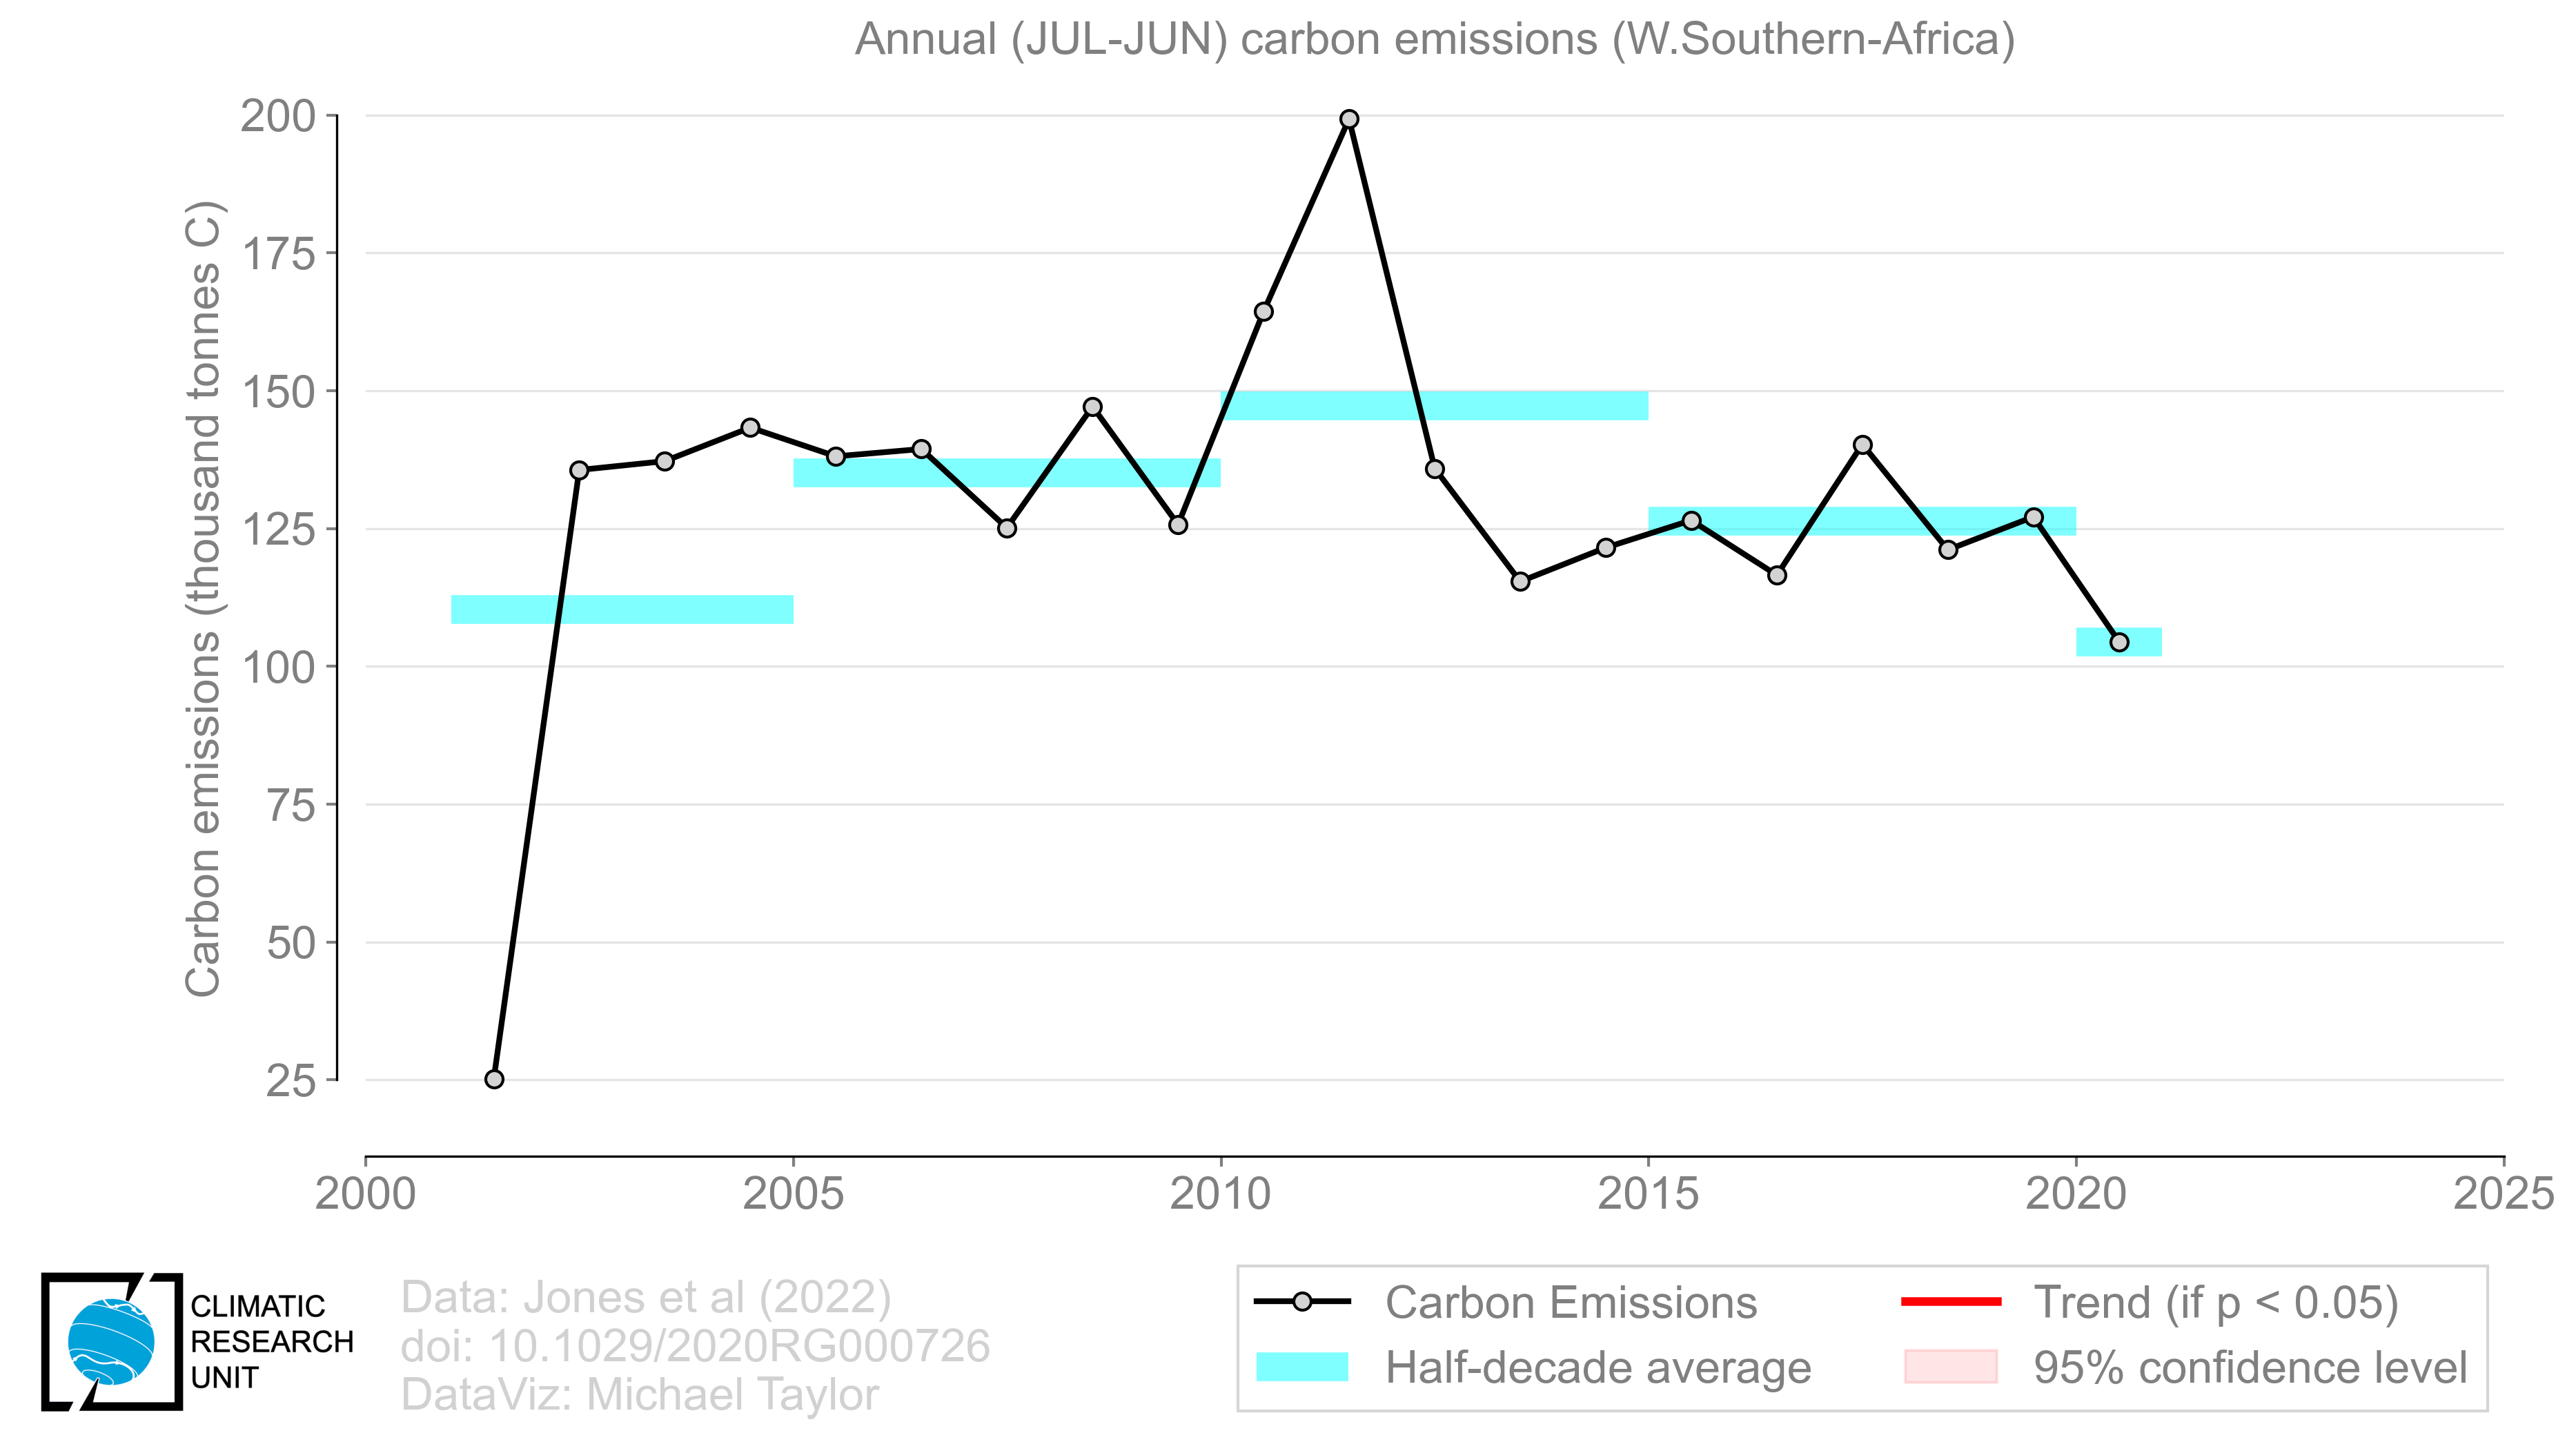 Annual (JUL-JUN) carbon emissions (W.Southern-Africa)
Carbon emissions (thousand tonnes C)
200
175
150
125
100
75
50
25
2000 2005 2010 2015 2020 2025
CLIMATIC
RESEARCH
UNIT
Data: Jones et al (2022)
doi: 10.1029/2020RG000726
DataViz: Michael Taylor
Carbon Emissions
Half-decade average
Trend (if p < 0.05)
95% confidence level